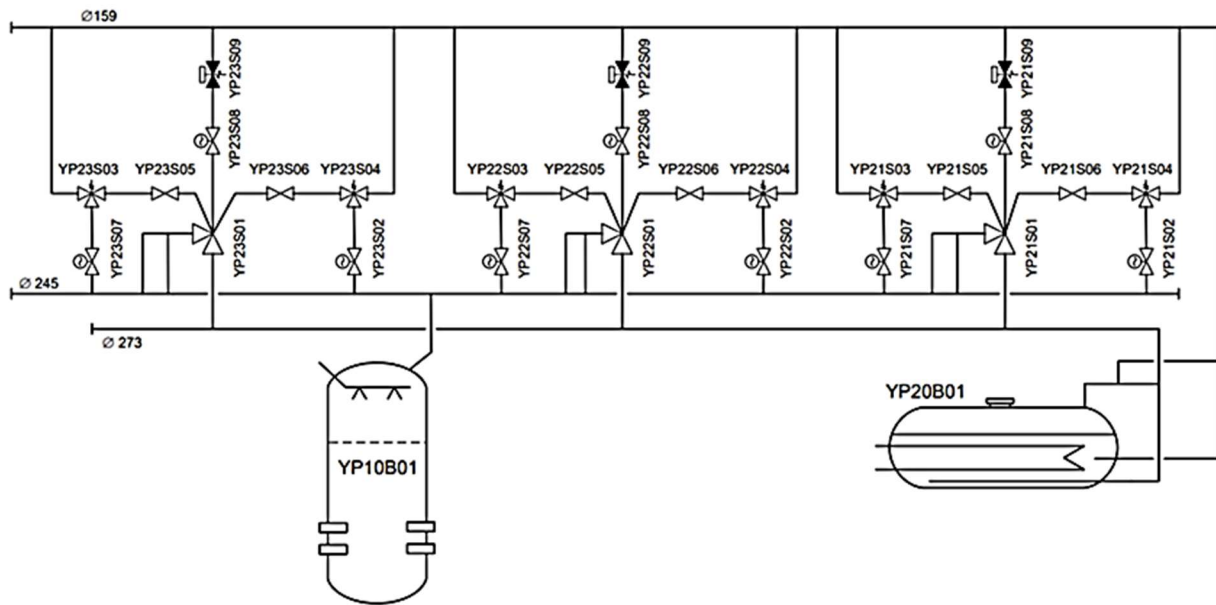 Ø159
YP23S09
YP22S09
YP21S09
YP23S08
YP22S08
YP21S08
YP23S03 YP23S05 YP23S06 YP23S04
YP22S03 YP22S05 YP22S06 YP22S04
YP21S03 YP21S05 YP21S06 YP21S04
YP23S07
YP23S01
YP23S02
YP22S07
YP22S01
YP22S02
YP21S07
YP21S01
YP21S02
Ø 245
Ø 273
YP20B01
YP10B01